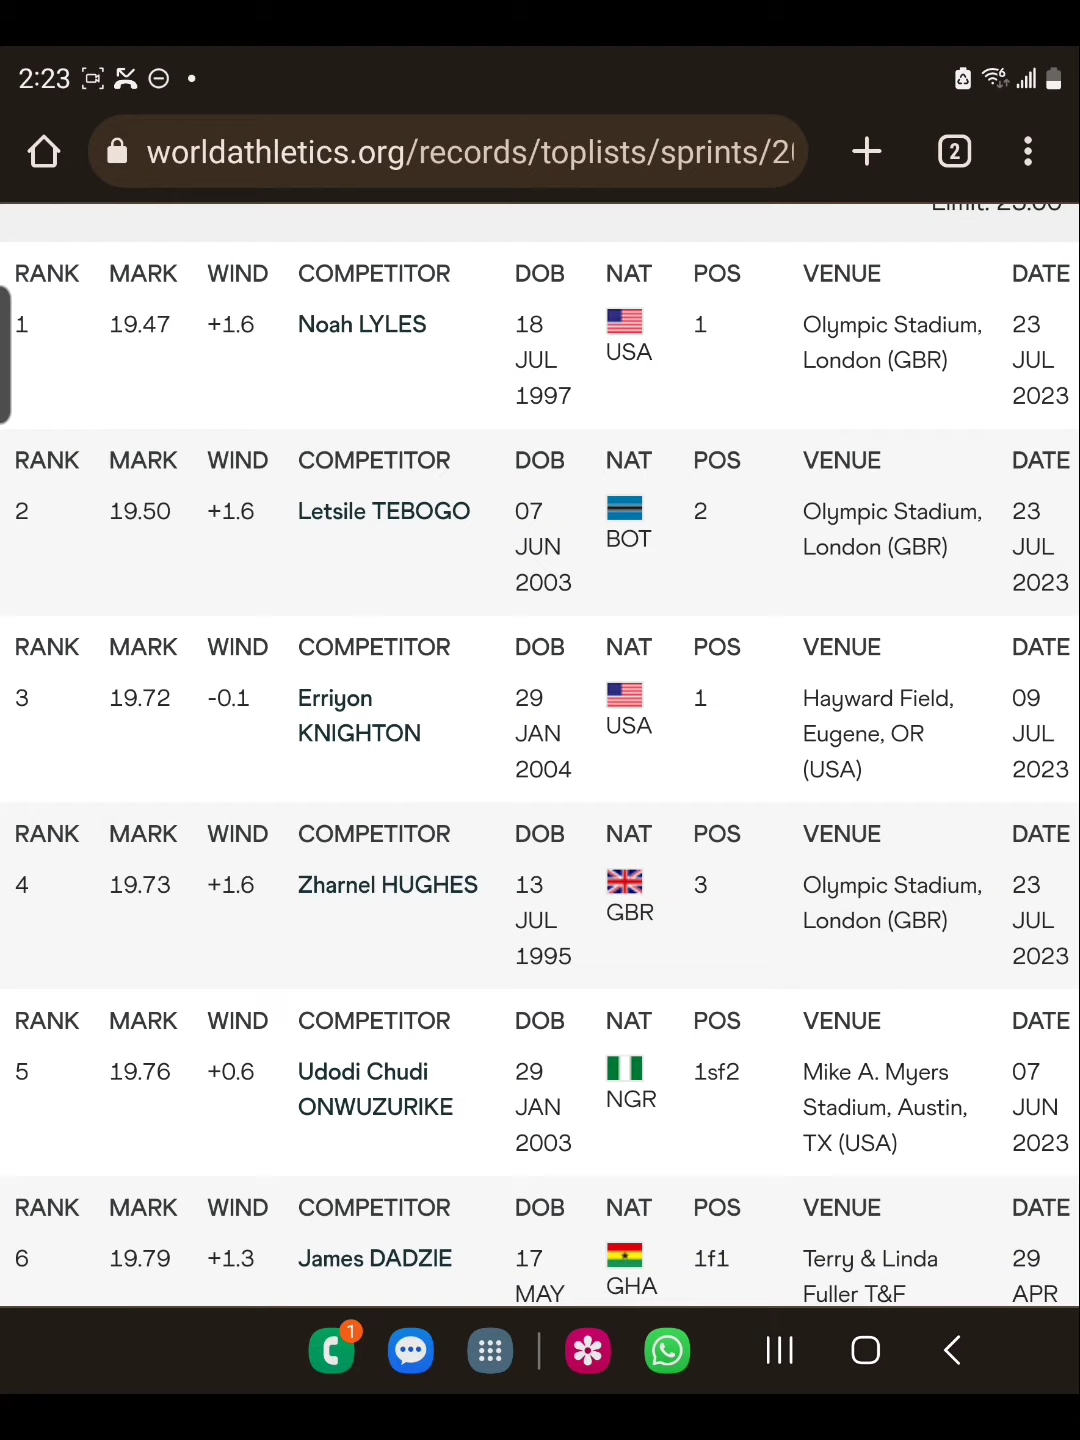 2:23
worldathletics.org/records/toplists/sprints/2
2
RANK MARK WIND COMPETITOR DOB NAT POS VENUE DATE
1 19.47 +1.6 Noah LYLES 18 1 Olympic Stadium, 23
JUL USA London (GBR) JUL
1997 2023
RANK MARK WIND COMPETITOR DOB NAT POS VENUE DATE
2 19.50 +1.6 Letsile TEBOGO 07 2 Olympic Stadium, 23
JUN BOT London (GBR) JUL
2003 2023
RANK MARK WIND COMPETITOR DOB NAT POS VENUE DATE
3 19.72 -0.1 Erriyon 29 1 Hayward Field, 09
KNIGHTON JAN USA Eugene, OR JUL
2004 (USA) 2023
RANK MARK WIND COMPETITOR DOB NAT POS VENUE DATE
4 19.73 +1.6 Zharnel HUGHES 13 3 Olympic Stadium, 23
JUL GBR London (GBR) JUL
1995 2023
RANK MARK WIND COMPETITOR DOB NAT POS VENUE DATE
5 19.76 +0.6 Udodi Chudi 29 1sf2 Mike A. Myers 07
ONWUZURIKE JAN NGR Stadium, Austin, JUN
2003 TX (USA) 2023
RANK MARK WIND COMPETITOR DOB NAT POS VENUE DATE
6 19.79 +1.3 James DADZIE 17 1f1 Terry & Linda 29
MAY GHA Fuller T&F APR
1